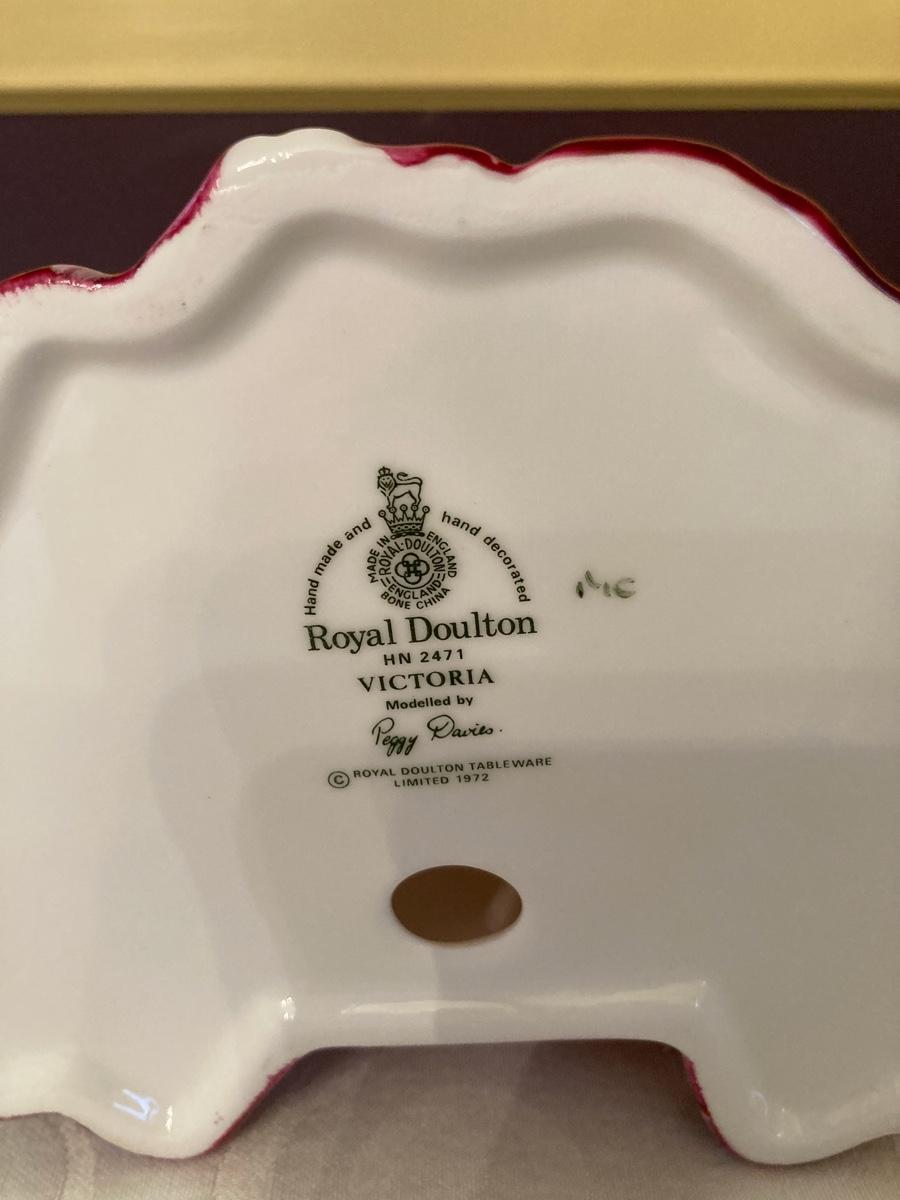 Hand made and hand decorated
MADE IN ENGLAND
ROYAL·DOULTON
ENGLAND
BONE CHINA
Royal Doulton
HN 2471
VICTORIA
Modelled by
Peggy Davies.
© ROYAL DOULTON TABLEWARE
LIMITED 1972
MC